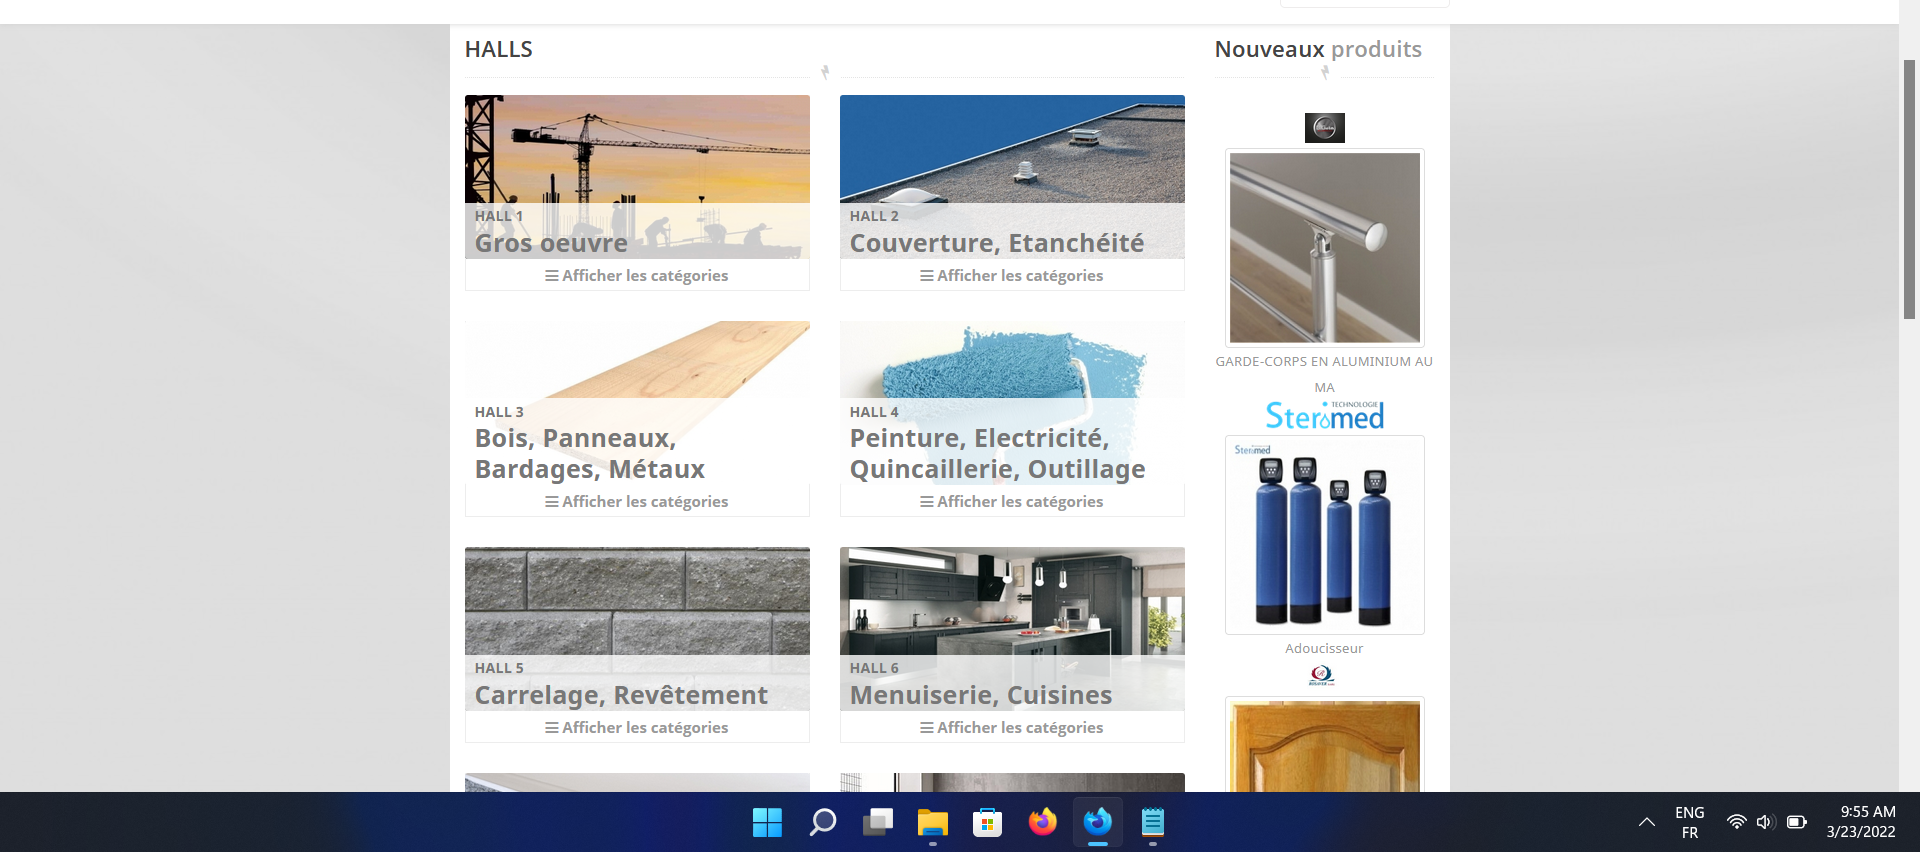 HALLS
HALL 1
Gros oeuvre
Afficher les catégories
HALL 2
Couverture, Etanchéité
Afficher les catégories
HALL 3
Bois, Panneaux,
Bardages, Métaux
Afficher les catégories
HALL 4
Peinture, Electricité,
Quincaillerie, Outillage
Afficher les catégories
HALL 5
Carrelage, Revêtement
Afficher les catégories
HALL 6
Menuiserie, Cuisines
Afficher les catégories
Nouveaux produits
GARDE-CORPS EN ALUMINIUM AU
MA
TECHNOLOGIE
Sterimed
Sterimed
Adoucisseur
ENG
FR
9:55 AM
3/23/2022